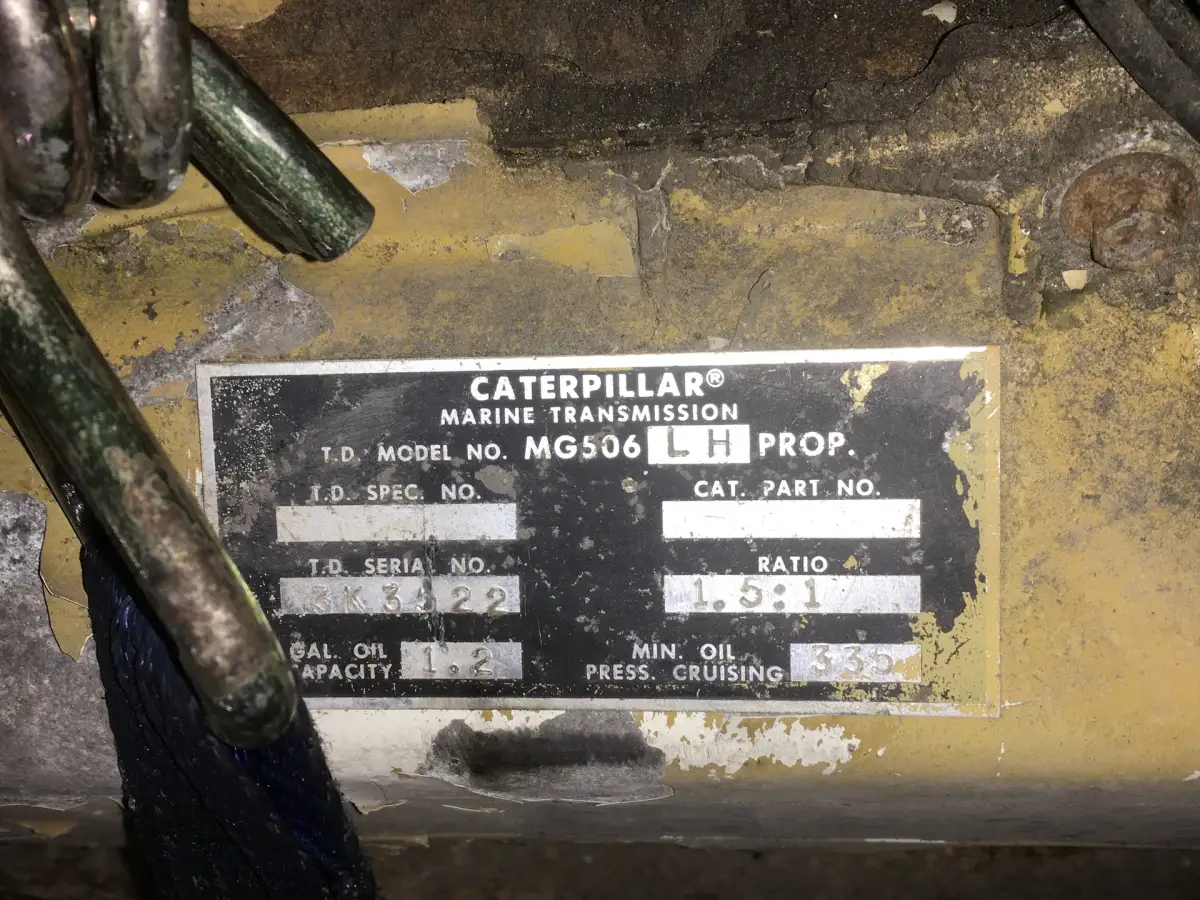 CATERPILLAR®
MARINE TRANSMISSION
T.D. MODEL NO. MG506 LH PROP.
T.D. SPEC. NO. CAT. PART NO.
T.D. SERIAL NO. RATIO
1.5:1
GAL. OIL CAPACITY 1.2
MIN. OIL PRESS. CRUISING 335